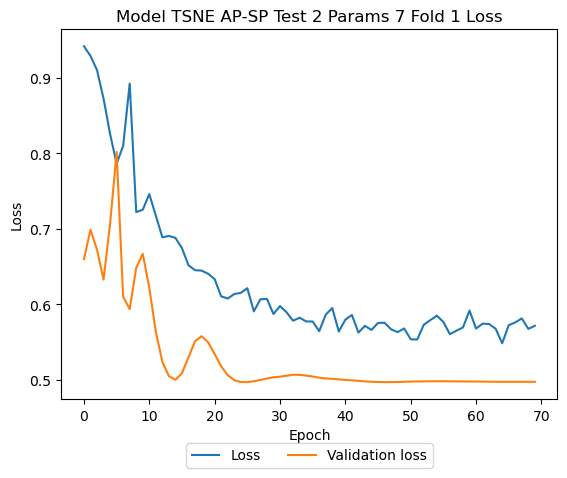 Model TSNE AP-SP Test 2 Params 7 Fold 1 Loss
Loss
0.9
0.8
0.7
0.6
0.5
0 10 20 30 40 50 60 70
Epoch
Loss Validation loss